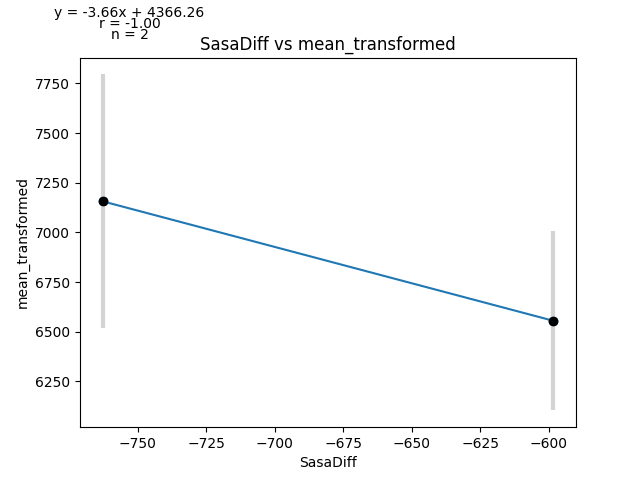 y = -3.66x + 4366.26
r = -1.00
n = 2
SasaDiff vs mean_transformed
mean_transformed
7750
7500
7250
7000
6750
6500
6250
−750
−725
−700
−675
−650
−625
−600
SasaDiff